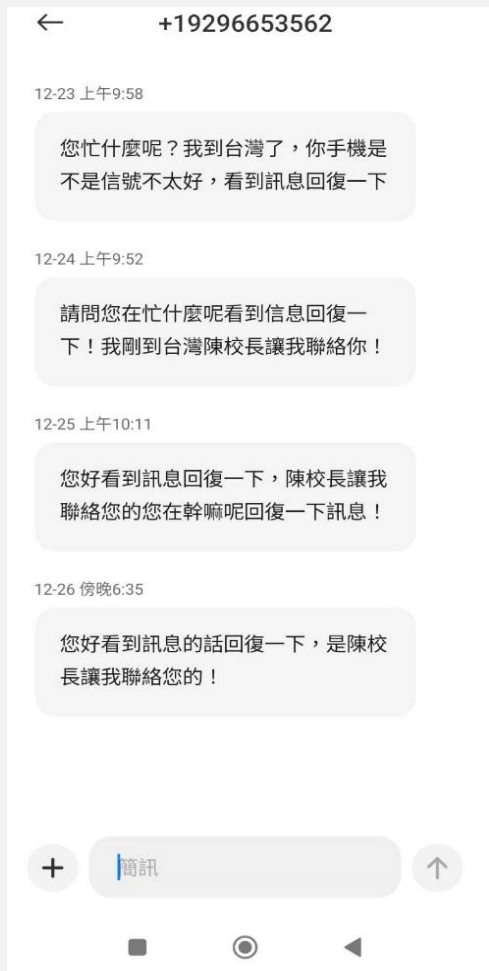 +19296653562
12-23 上午9:58
您忙什麼呢？我到台灣了，你手機是
不是信號不太好，看到訊息回復一下
12-24 上午9:52
請問您在忙什麼呢看到信息回復一
下！我剛到台灣陳校長讓我聯絡你！
12-25 上午10:11
您好看到訊息回復一下，陳校長讓我
聯絡您的您在幹嘛呢回復一下訊息！
12-26 傍晚6:35
您好看到訊息的話回復一下，是陳校
長讓我聯絡您的！
簡訊